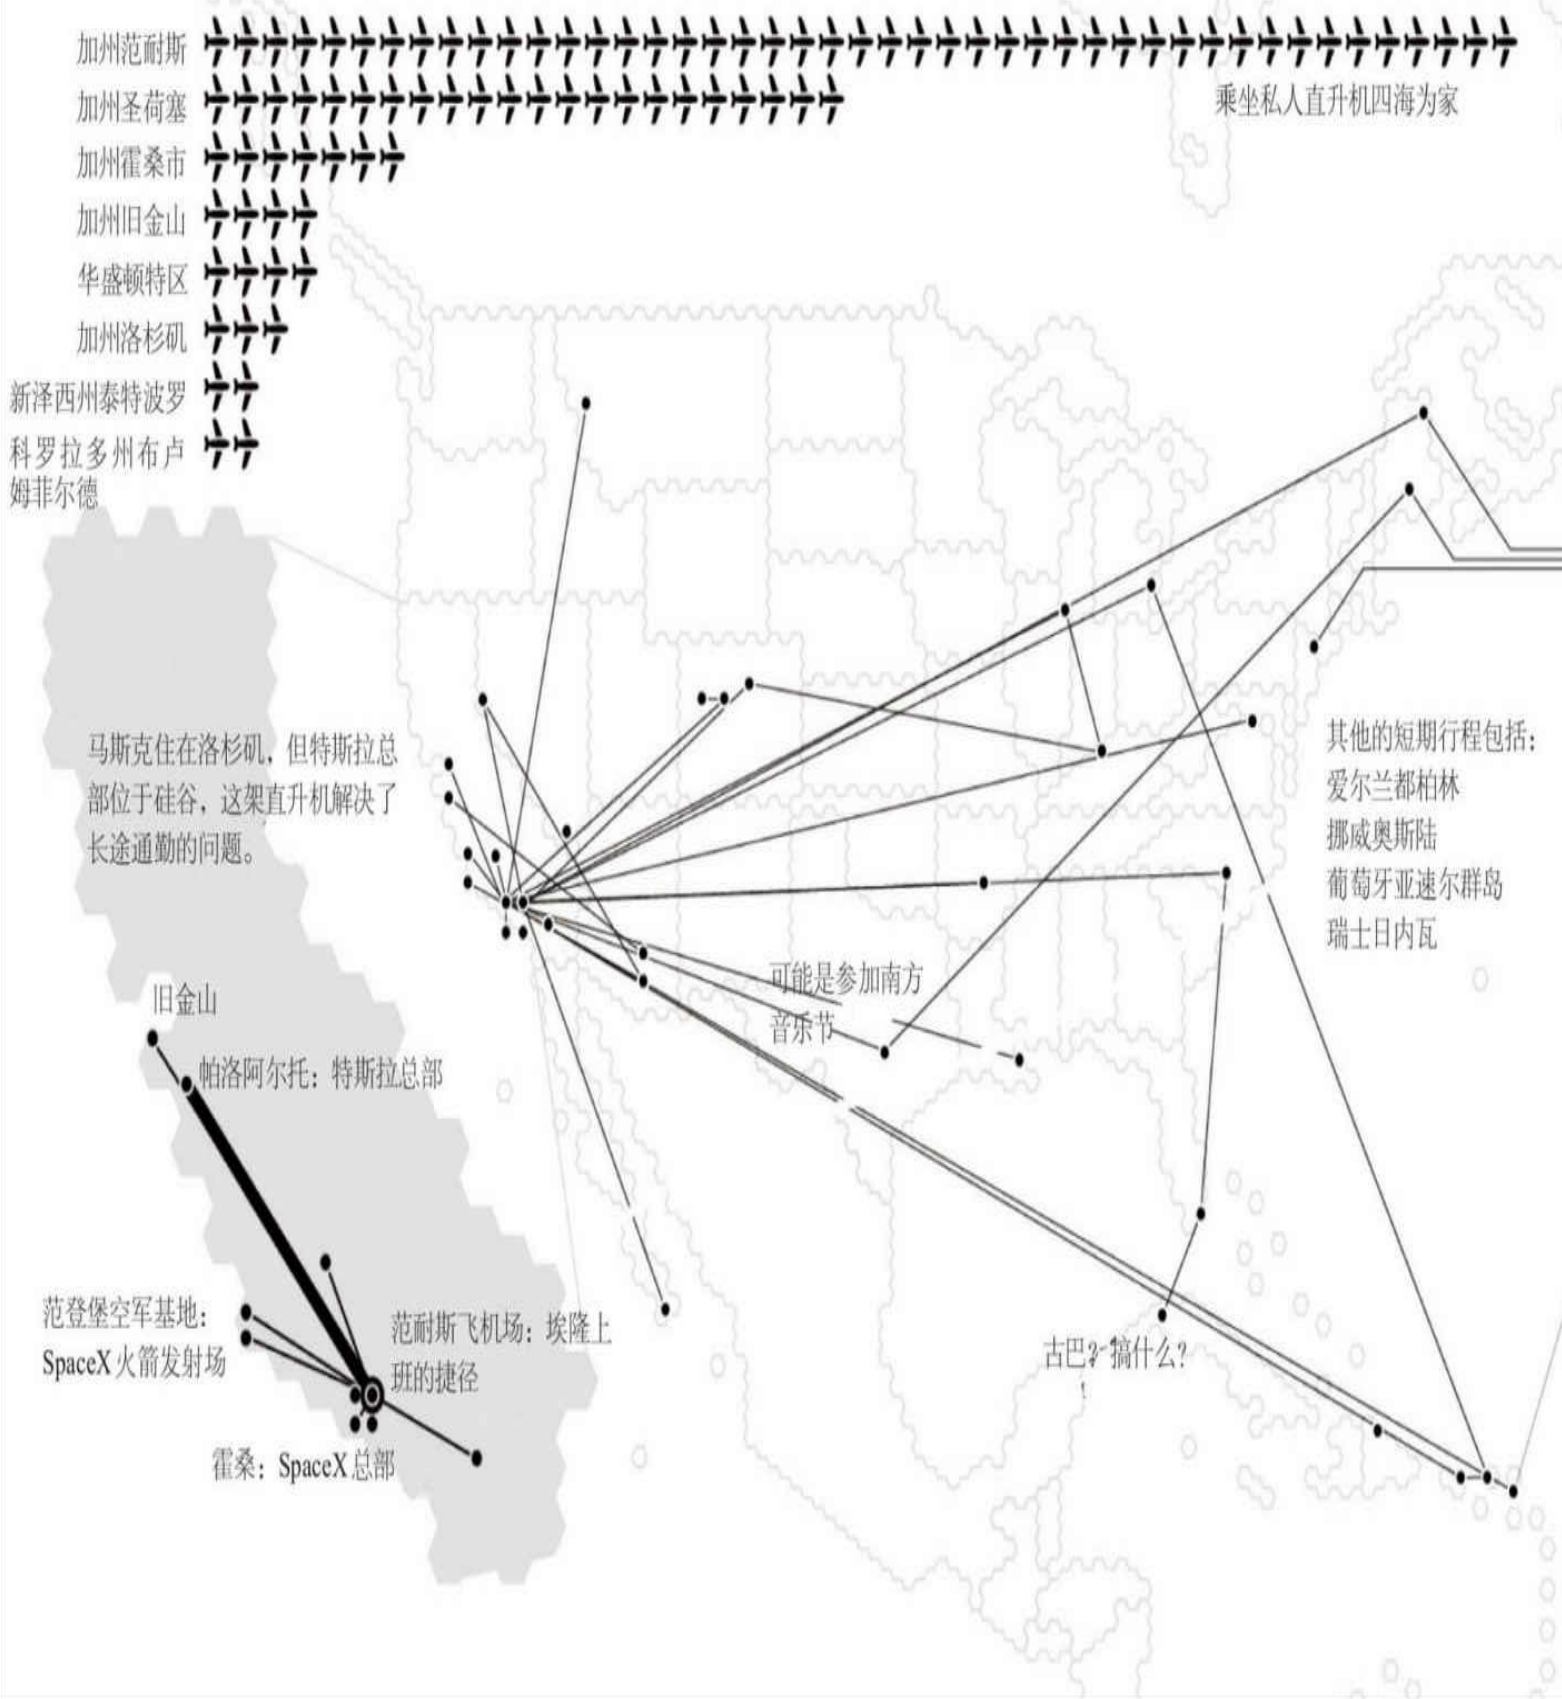 加州范耐斯
乘坐私人直升机四海为家
加州圣荷塞
加州霍桑市
加州旧金山
华盛顿特区
加州洛杉矶
新泽西州泰特波罗
科罗拉多州布卢
姆菲尔德
马斯克住在洛杉矶，但特斯拉总
部位于硅谷，这架直升机解决了
长途通勤的问题。
其他的短期行程包括：
爱尔兰都柏林
挪威奥斯陆
葡萄牙亚速尔群岛
瑞士日内瓦
可能是参加南方
音乐节
旧金山
帕洛阿尔托：特斯拉总部
范登堡空军基地：
SpaceX火箭发射场
范耐斯飞机场：埃隆上
班的捷径
霍桑：SpaceX总部
古巴？搞什么？